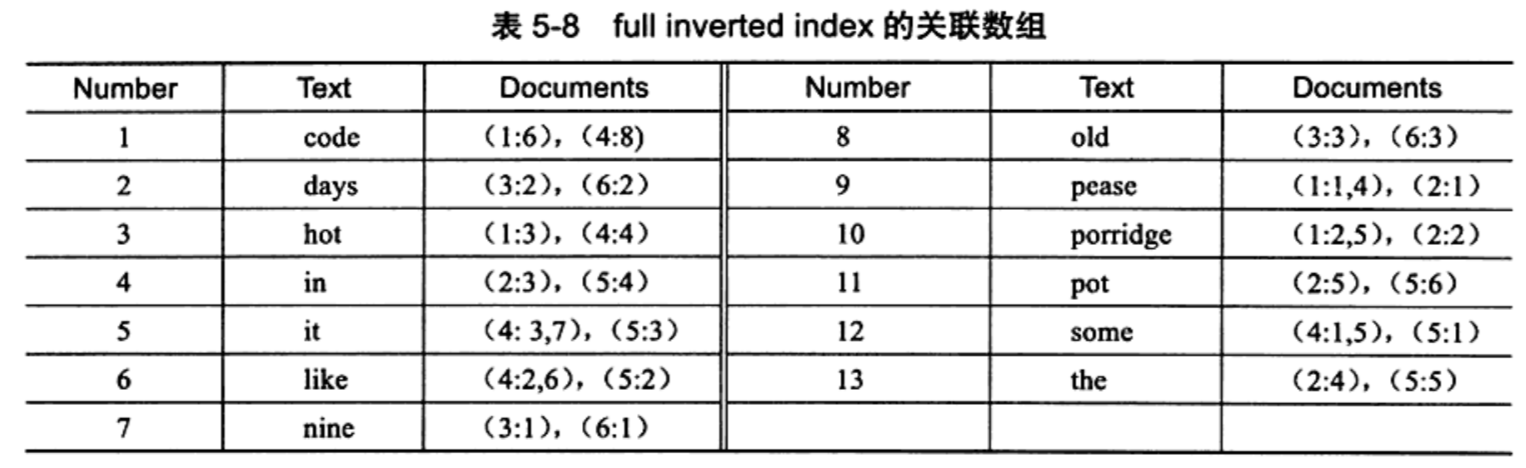 表 5-8 full inverted index 的关联数组
Number Text Documents Number Text Documents
1 code （1:6），（4:8) 8 old （3:3），（6:3）
2 days （3:2），（6:2） 9 pease （1:1,4），（2:1）
3 hot （1:3），（4:4） 10 porridge （1:2,5），（2:2）
4 in （2:3），（5:4） 11 pot （2:5），（5:6）
5 it （4: 3,7），（5:3） 12 some （4:1,5），（5:1）
6 like （4:2,6），（5:2） 13 the （2:4），（5:5）
7 nine （3:1），（6:1）